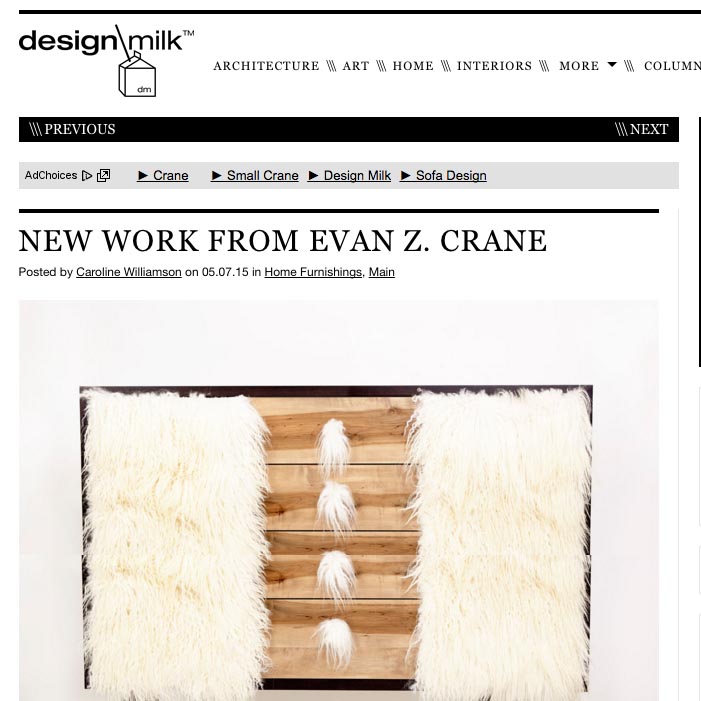 design milk™
dm
ARCHITECTURE \\\ ART \\\ HOME \\\ INTERIORS \\\ MORE ▼ \\\ COLUMN
\\\ PREVIOUS \\\ NEXT
AdChoices ► Crane ► Small Crane ► Design Milk ► Sofa Design
NEW WORK FROM EVAN Z. CRANE
Posted by Caroline Williamson on 05.07.15 in Home Furnishings, Main